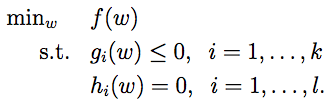 min_w f(w)
s.t. g_i(w) ≤ 0, i = 1, . . . , k
h_i(w) = 0, i = 1, . . . , l.